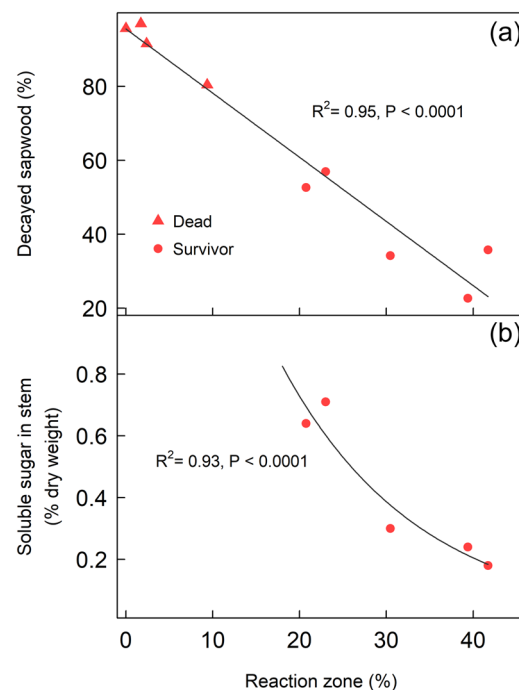 (a)
Decayed sapwood (%)
80
60
40
20
R2= 0.95, P < 0.0001
Dead
Survivor
(b)
Soluble sugar in stem
(% dry weight)
0.8
0.6
0.4
0.2
R2= 0.93, P < 0.0001
0 10 20 30 40
Reaction zone (%)